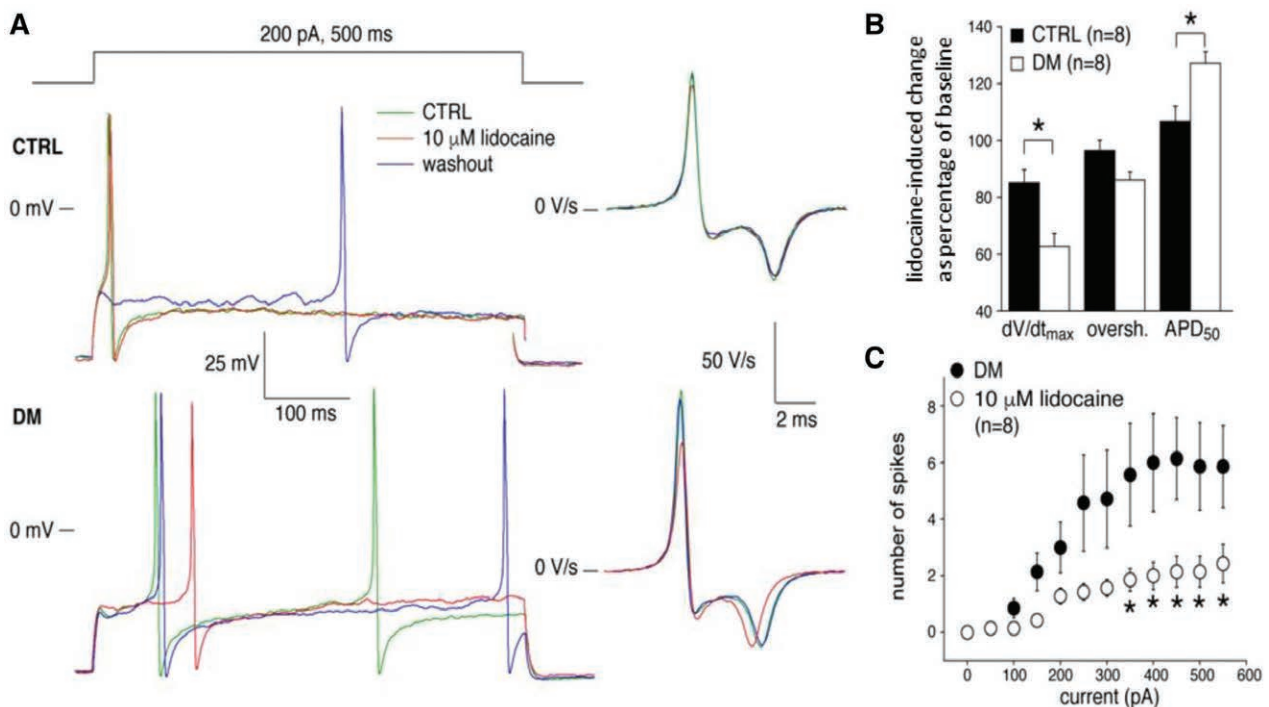 A
200 pA, 500 ms
CTRL
10 µM lidocaine
washout
CTRL
0 mV
0 V/s
25 mV
100 ms
50 V/s
2 ms
DM
0 mV
0 V/s
B
lidocaine-induced change
aspercentage of baseline
140
120
100
80
60
40
CTRL (n=8)
DM (n=8)
*
*
dV/dtmax
oversh.
APD50
C
DM
10 µM lidocaine
(n=8)
number of spikes
8
6
4
2
0
* * * * *
0 100 200 300 400 500 600
current (pA)